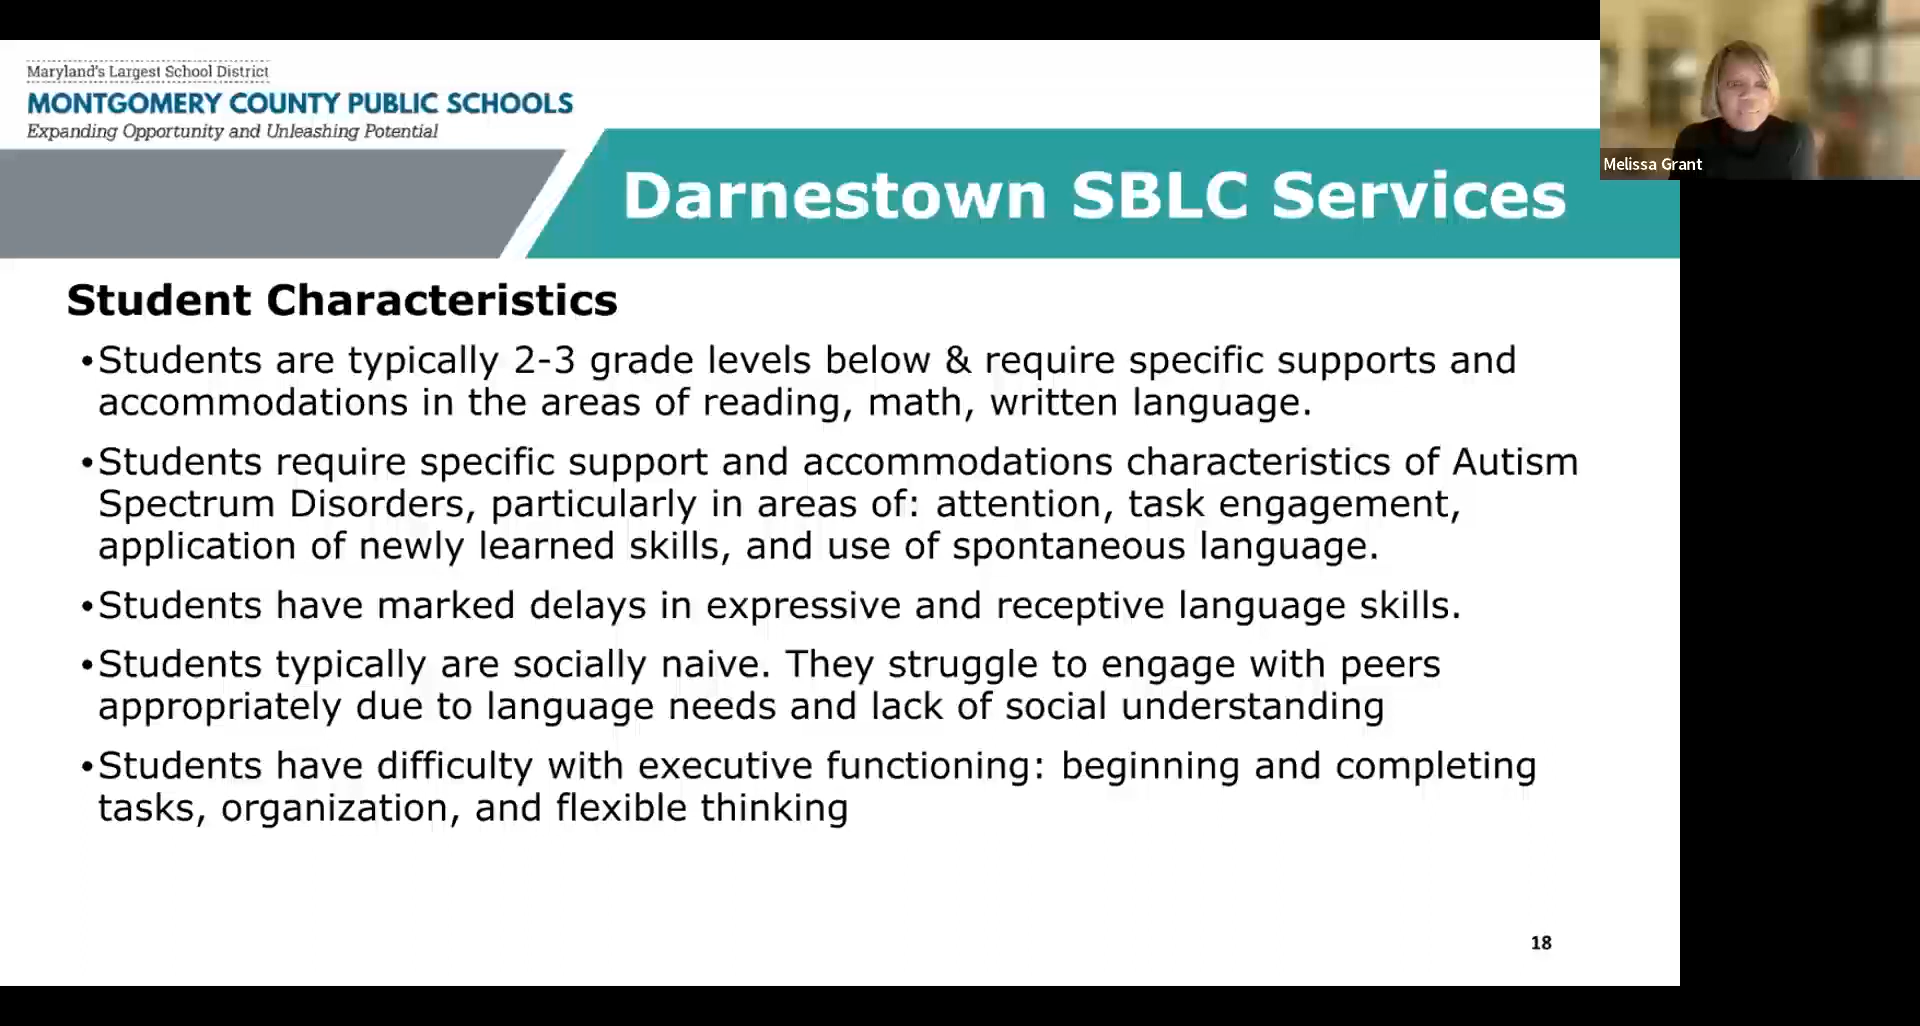 Maryland's Largest School District
MONTGOMERY COUNTY PUBLIC SCHOOLS
Expanding Opportunity and Unleashing Potential
Darnestown SBLC Services
Melissa Grant
Student Characteristics
•Students are typically 2-3 grade levels below & require specific supports and
accommodations in the areas of reading, math, written language.
•Students require specific support and accommodations characteristics of Autism
Spectrum Disorders, particularly in areas of: attention, task engagement,
application of newly learned skills, and use of spontaneous language.
•Students have marked delays in expressive and receptive language skills.
•Students typically are socially naive. They struggle to engage with peers
appropriately due to language needs and lack of social understanding
•Students have difficulty with executive functioning: beginning and completing
tasks, organization, and flexible thinking
18